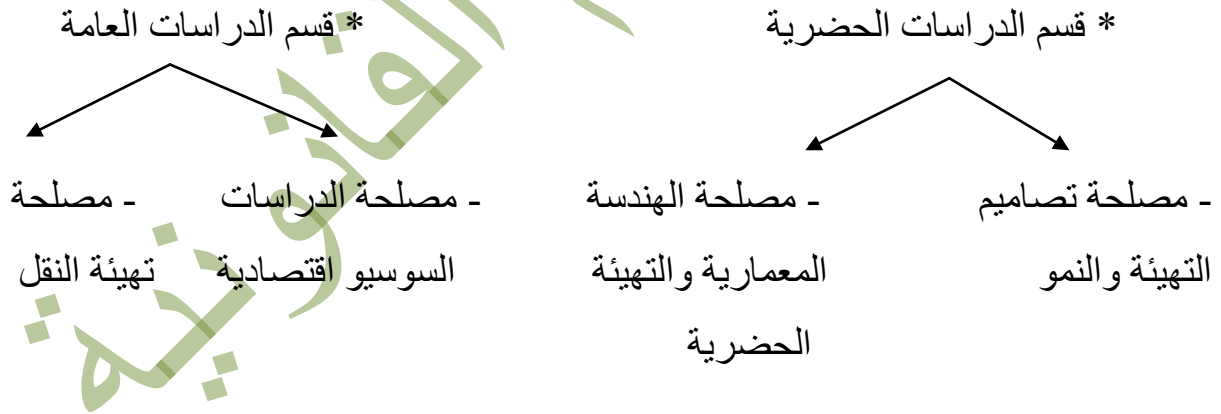 * قسم الدراسات الحضرية
* قسم الدراسات العامة
- مصلحة تصاميم
التهيئة والنمو
- مصلحة الهندسة
المعمارية والتهيئة
الحضرية
- مصلحة الدراسات
السوسيو اقتصادية
- مصلحة
تهيئة النقل
القانونية